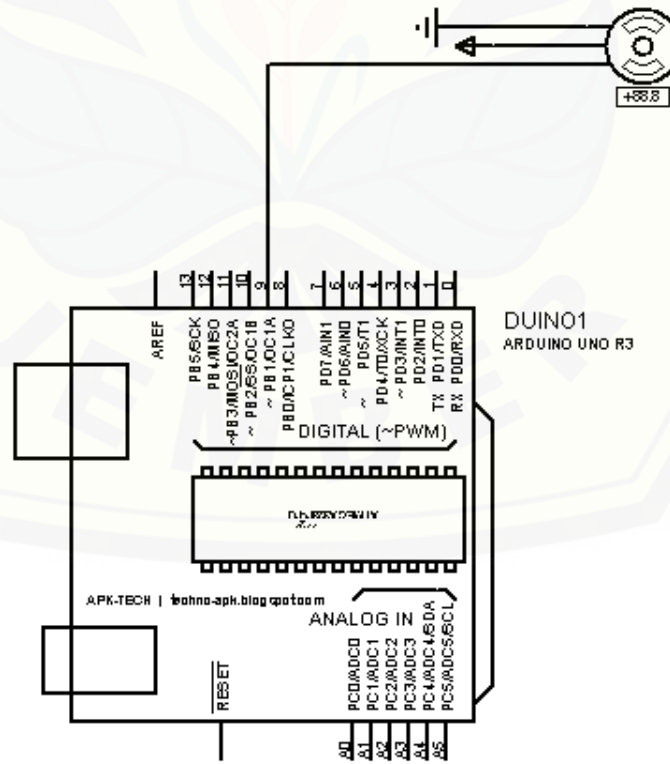 +88.8
13
12
11
10
9
8
7
6
5
4
3
2
1
0
AREF
PB5/SCK
PB4/MISO
~PB3/MOSI/OC2A
~ PB2/SS/OC1B
~ PB1/OC1A
PB0/ICP1/CLKO
PD7/AIN1
~ PD6/AIN0
~ PD5/T1
PD4/T0/XCK
~ PD3/INT1
PD2/INT0
TX PD1/TXD
RX PD0/RXD
DUINO1
ARDUINO UNO R3
DIGITAL (~PWM)
APK-TECH | techno-apk.blogspot.com
ANALOG IN
RESET
PC0/ADC0
PC1/ADC1
PC2/ADC2
PC3/ADC3
PC4/ADC4/SDA
PC5/ADC5/SCL
A0
A1
A2
A3
A4
A5
JEMBER